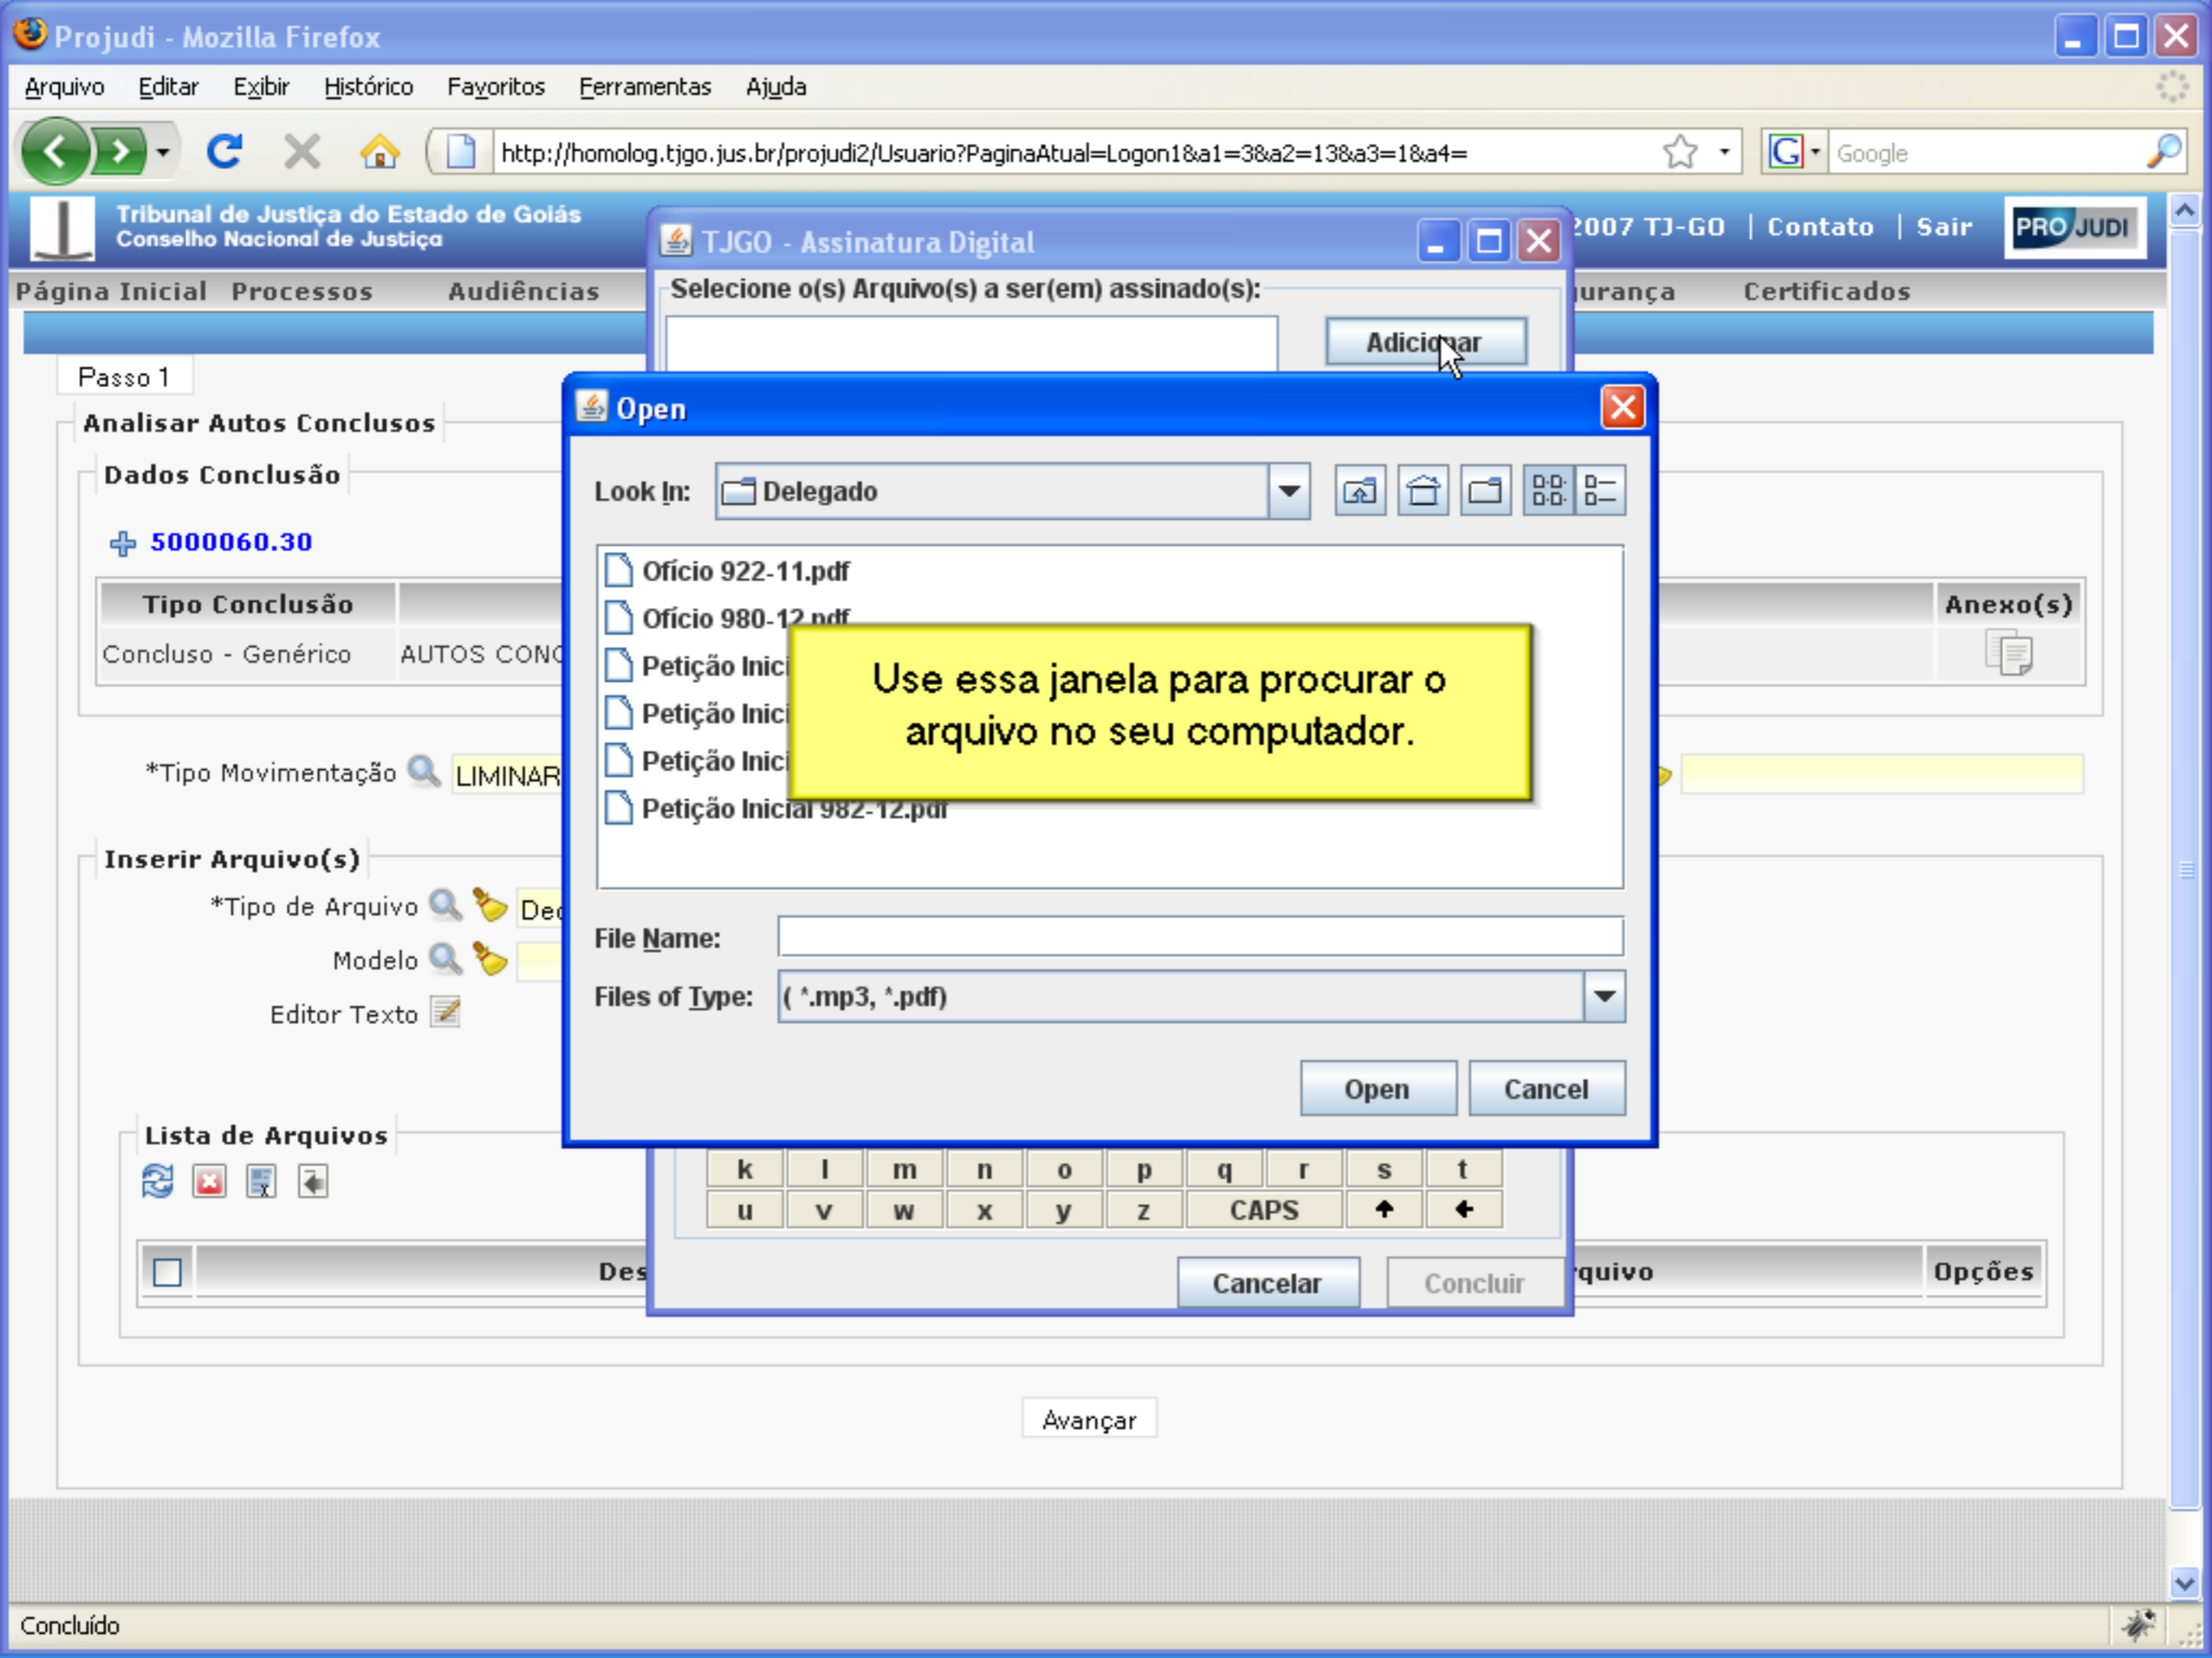 Projudi - Mozilla Firefox
Arquivo Editar Exibir Histórico Favoritos Ferramentas Ajuda
http://homolog.tjgo.jus.br/projudi2/Usuario?PaginaAtual=Logon1&a1=3&a2=13&a3=1&a4=
Google
Tribunal de Justiça do Estado de Goiás
Conselho Nacional de Justiça
2007 TJ-GO | Contato | Sair
PROJUDI
Página Inicial Processos Audiências Certificados
TJGO - Assinatura Digital
Selecione o(s) Arquivo(s) a ser(em) assinado(s):
Adicionar
Passo 1
Analisar Autos Conclusos
Dados Conclusão
5000060.30
Tipo Conclusão
Anexo(s)
Concluso - Genérico AUTOS CONC
*Tipo Movimentação LIMINAR
Inserir Arquivo(s)
*Tipo de Arquivo Dec
Modelo
Editor Texto
Open
Look In: Delegado
Ofício 922-11.pdf
Ofício 980-12.pdf
Petição Inici
Petição Inici
Petição Inici
Petição Inicial 982-12.pdf
Use essa janela para procurar o
arquivo no seu computador.
File Name:
Files of Type: ( *.mp3, *.pdf)
Open Cancel
Lista de Arquivos
k l m n o p q r s t
u v w x y z CAPS
Des
rquivo
Opções
Cancelar Concluir
Avançar
Concluído